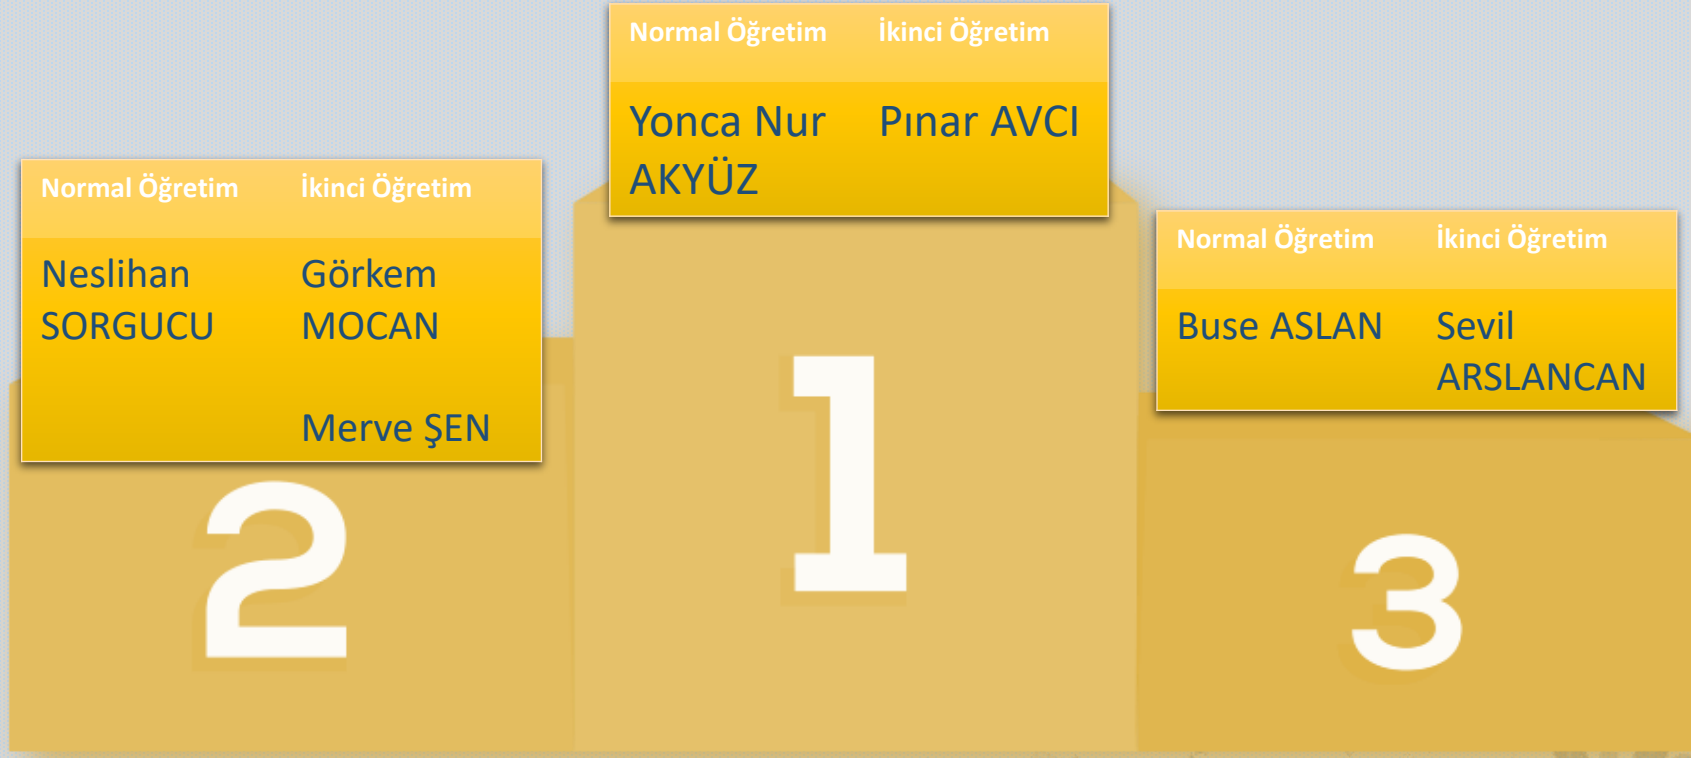 Normal Öğretim İkinci Öğretim
Yonca Nur Pınar AVCI
AKYÜZ
Normal Öğretim İkinci Öğretim
Neslihan Görkem
SORGUCU MOCAN
Merve ŞEN
Normal Öğretim İkinci Öğretim
Buse ASLAN Sevil
ARSLANCAN
1
2
3